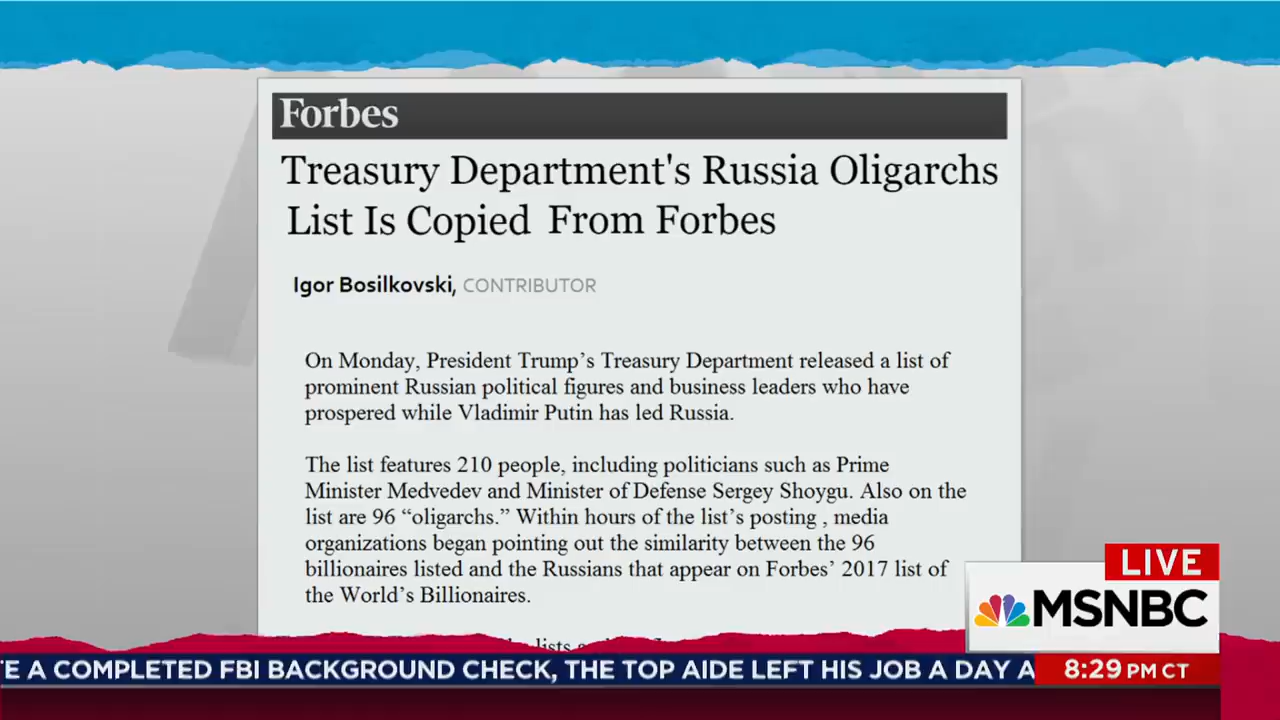 Forbes
Treasury Department's Russia Oligarchs
List Is Copied From Forbes
Igor Bosilkovski, CONTRIBUTOR
On Monday, President Trump’s Treasury Department released a list of
prominent Russian political figures and business leaders who have
prospered while Vladimir Putin has led Russia.
The list features 210 people, including politicians such as Prime
Minister Medvedev and Minister of Defense Sergey Shoygu. Also on the
list are 96 “oligarchs.” Within hours of the list’s posting , media
organizations began pointing out the similarity between the 96
billionaires listed and the Russians that appear on Forbes’ 2017 list of
the World’s Billionaires.
LIVE
MSNBC
A COMPLETED FBI BACKGROUND CHECK, THE TOP AIDE LEFT HIS JOB A DAY
8:29 PM CT